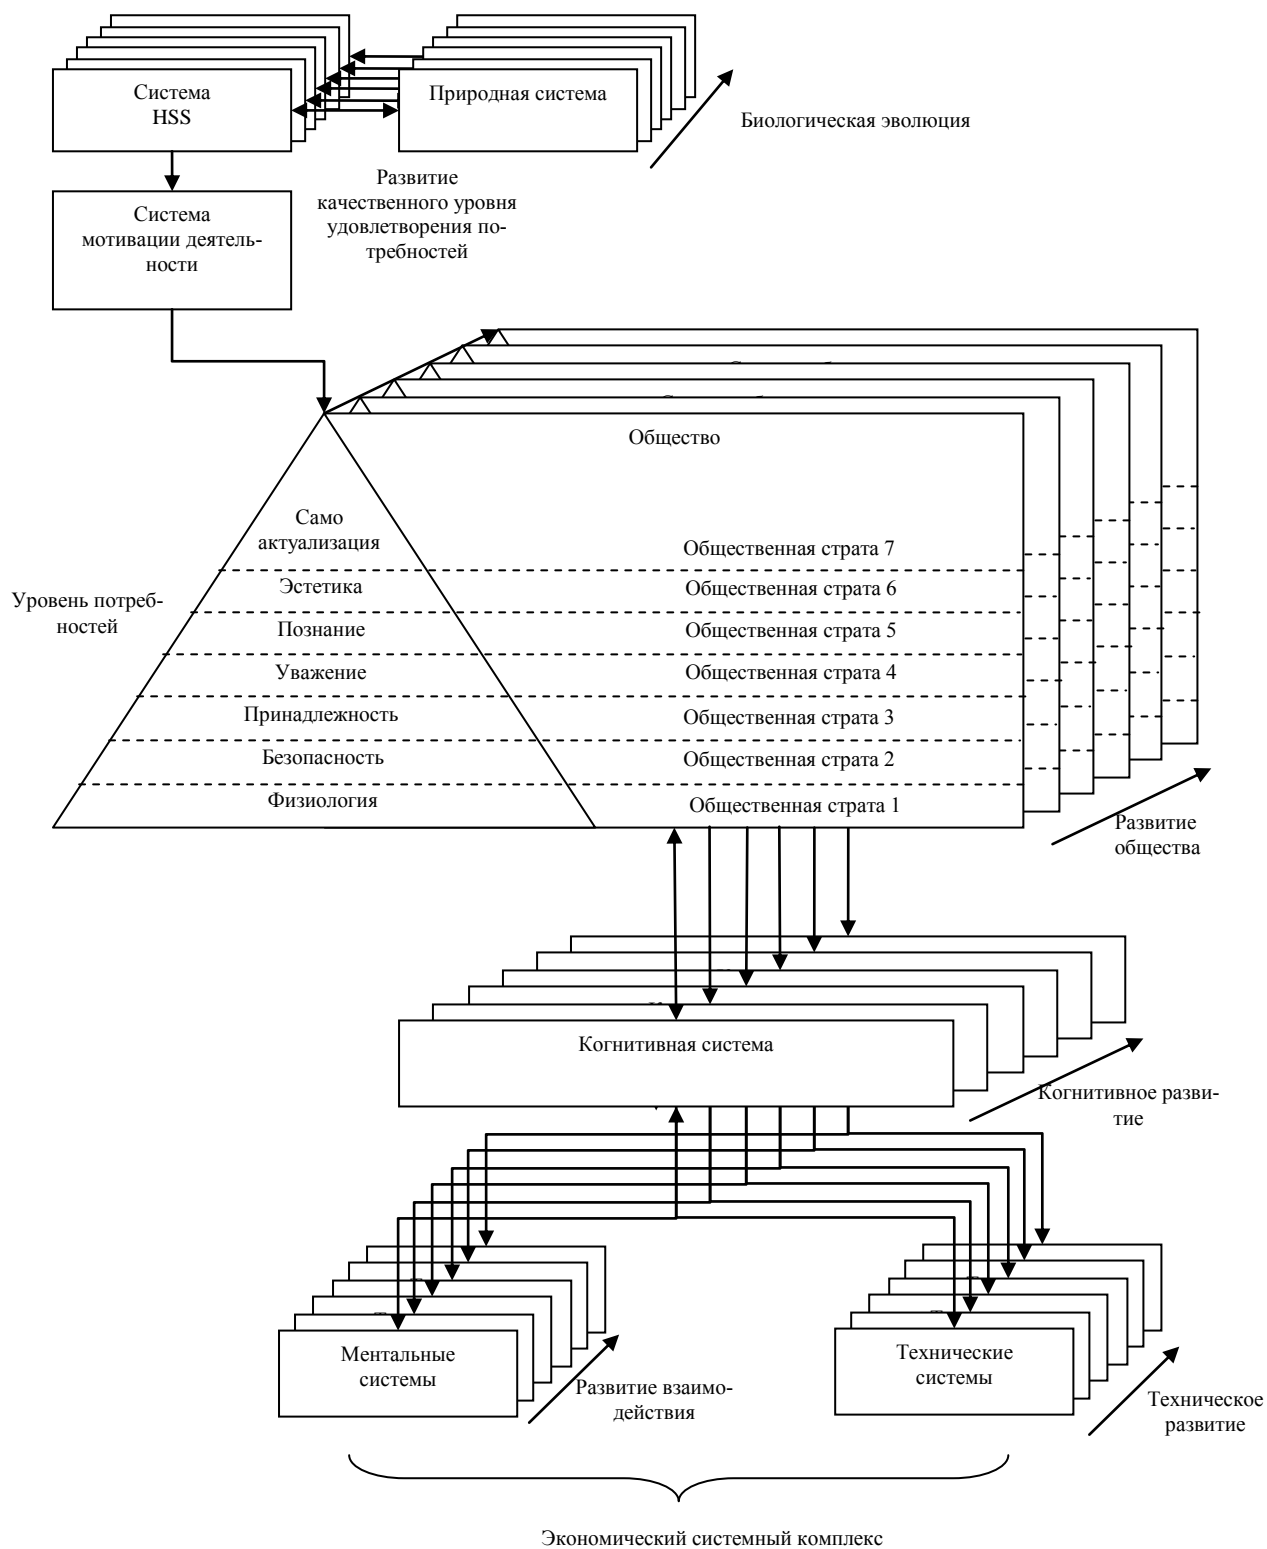 Система
HSS
Природная система
Биологическая эволюция
Развитие
качественного уровня
удовлетворения по-
требностей
Система
мотивации деятель-
ности
Общество
Само
актуализация
Общественная страта 7
Эстетика
Общественная страта 6
Уровень потреб-
ностей
Познание
Общественная страта 5
Уважение
Общественная страта 4
Принадлежность
Общественная страта 3
Безопасность
Общественная страта 2
Физиология
Общественная страта 1
Развитие
общества
Когнитивная система
Когнитивное разви-
тие
Ментальные
системы
Развитие взаимо-
действия
Технические
системы
Техническое
развитие
Экономический системный комплекс